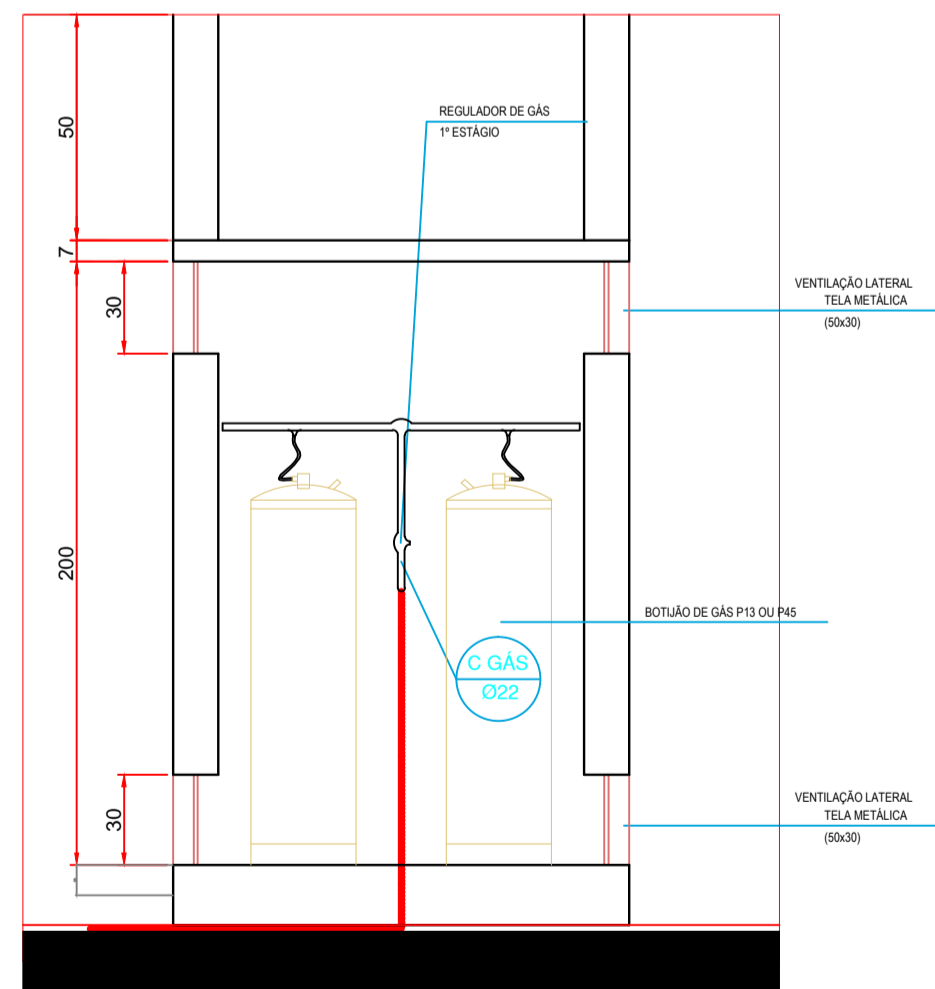 50
REGULADOR DE GÁS
1º ESTÁGIO
7
30
VENTILAÇÃO LATERAL
TELA METÁLICA
(50x30)
200
BOTIJÃO DE GÁS P13 OU P45
C GÁS
Ø22
30
VENTILAÇÃO LATERAL
TELA METÁLICA
(50x30)